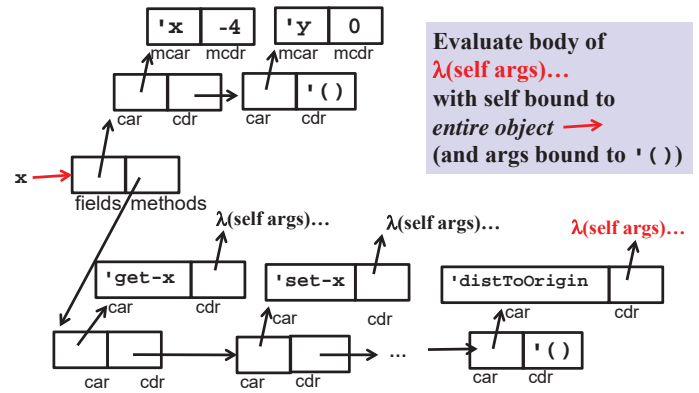 'x -4 'y 0
mcar mcdr mcar mcdr
'()
car cdr car cdr
Evaluate body of
λ(self args)…
with self bound to
entire object
(and args bound to '())
x
fields methods
λ(self args)… λ(self args)… λ(self args)…
'get-x 'set-x 'distToOrigin
car cdr car cdr car cdr
'()
...
car cdr car cdr car cdr